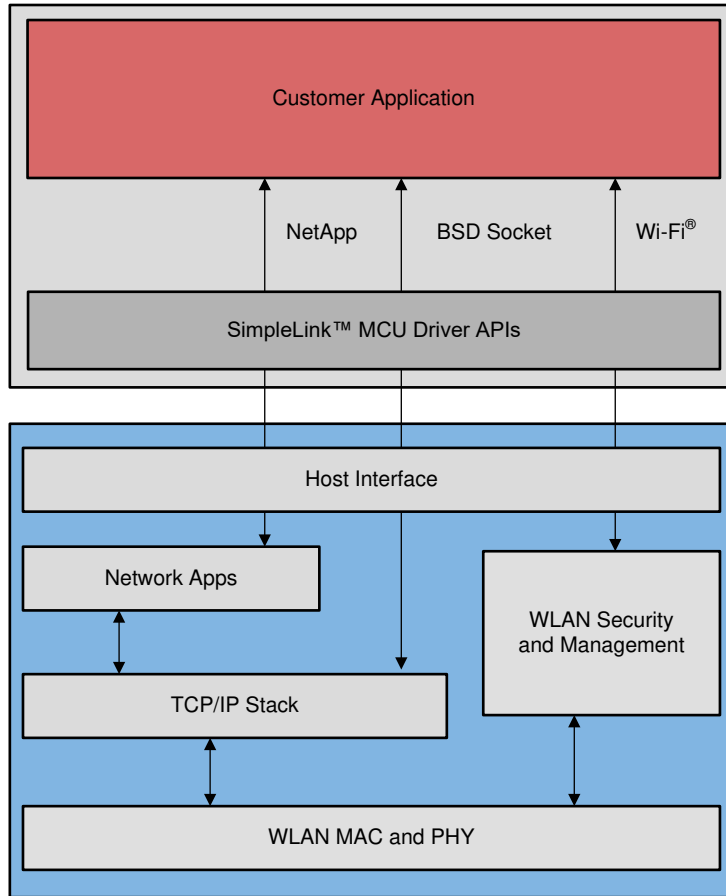 Customer Application
NetApp
BSD Socket
Wi-Fi®
SimpleLink™ MCU Driver APIs
Host Interface
Network Apps
WLAN Security
and Management
TCP/IP Stack
WLAN MAC and PHY